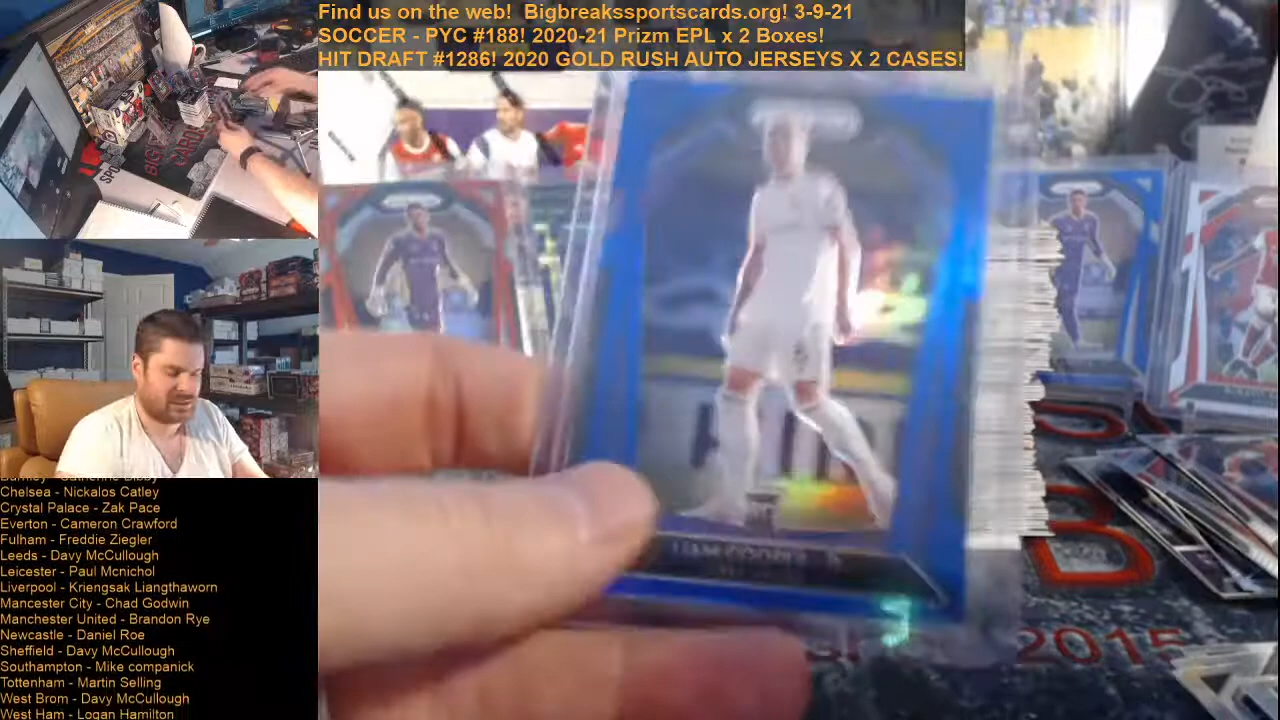 Find us on the web! Bigbreakssportscards.org! 3-9-21
SOCCER - PYC #188! 2020-21 Prizm EPL x 2 Boxes!
HIT DRAFT #1286! 2020 GOLD RUSH AUTO JERSEYS X 2 CASES!
Chelsea - Nickalos Catley
Crystal Palace - Zak Pace
Everton - Cameron Crawford
Fulham - Freddie Ziegler
Leeds - Davy McCullough
Leicester - Paul Mcnichol
Liverpool - Kriengsak Liangthaworn
Mancester City - Chad Godwin
Manchester United - Brandon Rye
Newcastle - Daniel Roe
Sheffield - Davy McCullough
Southampton - Mike companick
Tottenham - Martin Selling
West Brom - Davy McCullough
West Ham - Logan Hamilton
2015